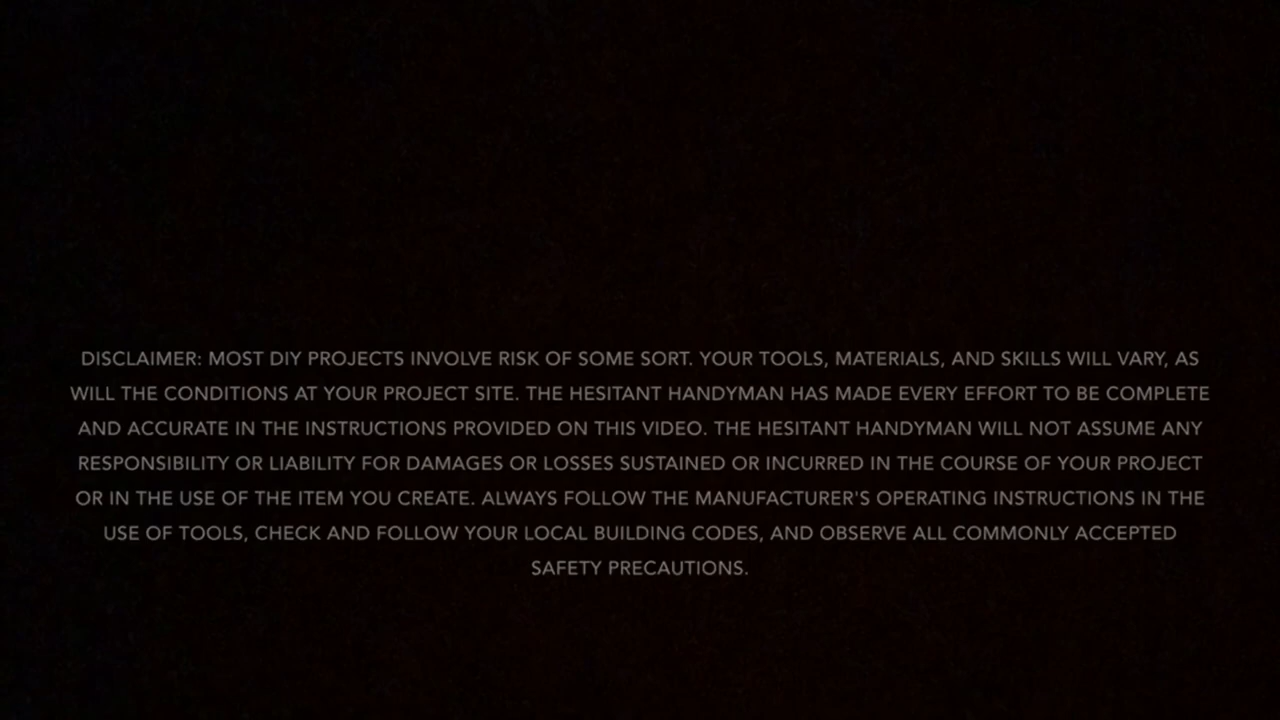 DISCLAIMER: MOST DIY PROJECTS INVOLVE RISK OF SOME SORT. YOUR TOOLS, MATERIALS, AND SKILLS WILL VARY, AS
WILL THE CONDITIONS AT YOUR PROJECT SITE. THE HESITANT HANDYMAN HAS MADE EVERY EFFORT TO BE COMPLETE
AND ACCURATE IN THE INSTRUCTIONS PROVIDED ON THIS VIDEO. THE HESITANT HANDYMAN WILL NOT ASSUME ANY
RESPONSIBILITY OR LIABILITY FOR DAMAGES OR LOSSES SUSTAINED OR INCURRED IN THE COURSE OF YOUR PROJECT
OR IN THE USE OF THE ITEM YOU CREATE. ALWAYS FOLLOW THE MANUFACTURER'S OPERATING INSTRUCTIONS IN THE
USE OF TOOLS, CHECK AND FOLLOW YOUR LOCAL BUILDING CODES, AND OBSERVE ALL COMMONLY ACCEPTED
SAFETY PRECAUTIONS.